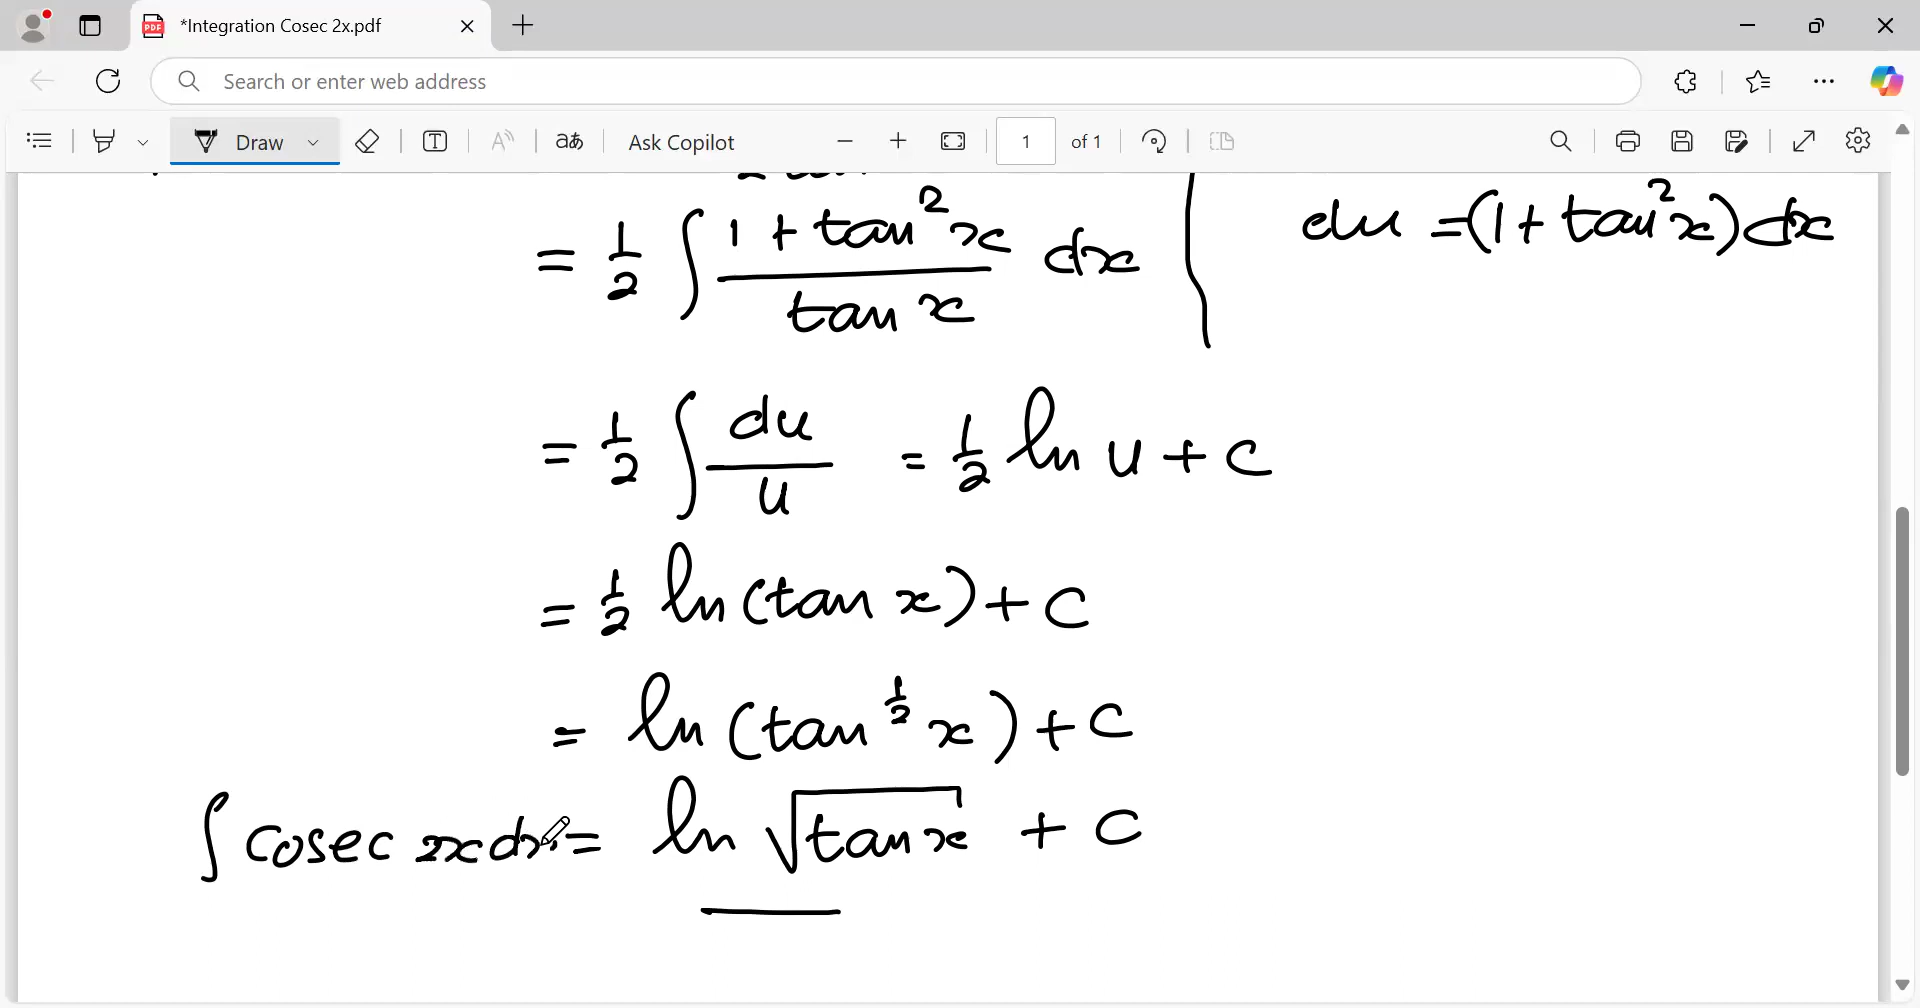 *Integration Cosec 2x.pdf
Search or enter web address
Draw aあ Ask Copilot 1 of 1
= 1/2 ∫ (1 + tan²x)/(tan x) dx
du = (1 + tan²x) dx
= 1/2 ∫ du/u = 1/2 ln u + c
= 1/2 ln (tan x) + c
= ln (tan^(1/2) x) + c
∫ cosec 2x dx = ln √(tan x) + c